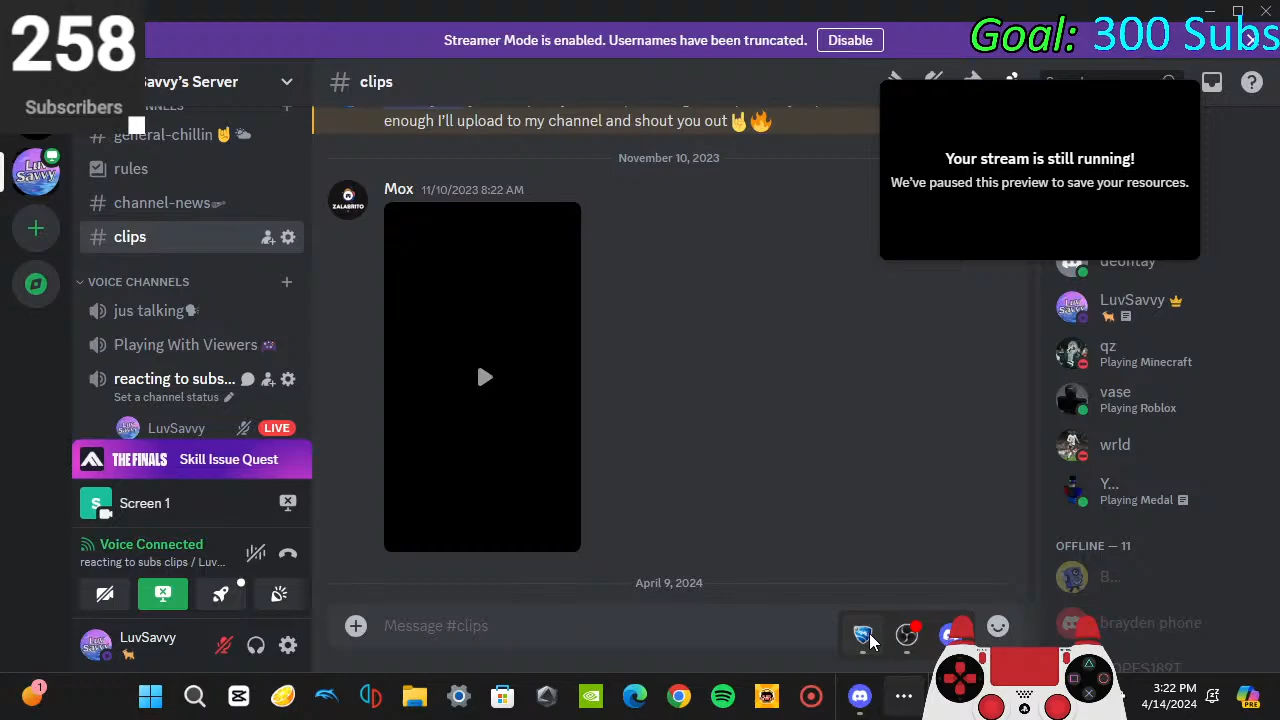 258
Subscribers
Streamer Mode is enabled. Usernames have been truncated.
Disable
Goal: 300 Subs
Savvy's Server
clips
general-chillin
rules
channel-news
clips
VOICE CHANNELS
jus talking
Playing With Viewers
reacting to subs...
Set a channel status
LuvSavvy
LIVE
THE FINALS
Skill Issue Quest
Screen 1
Voice Connected
reacting to subs clips / Luv...
LuvSavvy
enough I'll upload to my channel and shout you out
November 10, 2023
ZALABRITO
Mox
11/10/2023 8:22 AM
April 9, 2024
Message #clips
Your stream is still running!
We've paused this preview to save your resources.
deontay
LuvSavvy
qz
Playing Minecraft
vase
Playing Roblox
wrld
Y...
Playing Medal
OFFLINE — 11
B...
brayden phone
1
PRE
3:22 PM
4/14/2024